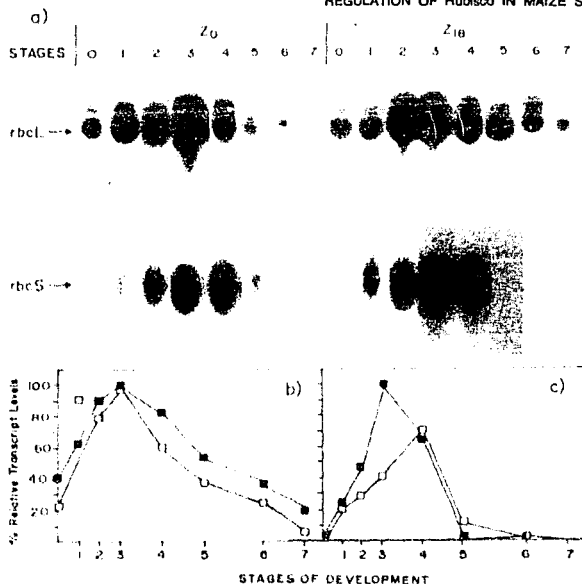 REGULATION OF Rubisco IN MAIZE S
a)
Z0 Z18
STAGES 0 1 2 3 4 5 6 7 0 1 2 3 4 5 6 7
rbcL
rbcS
% Relative Transcript Levels
100
80
60
40
20
b)
c)
1 2 3 4 5 6 7 1 2 3 4 5 6 7
STAGES OF DEVELOPMENT